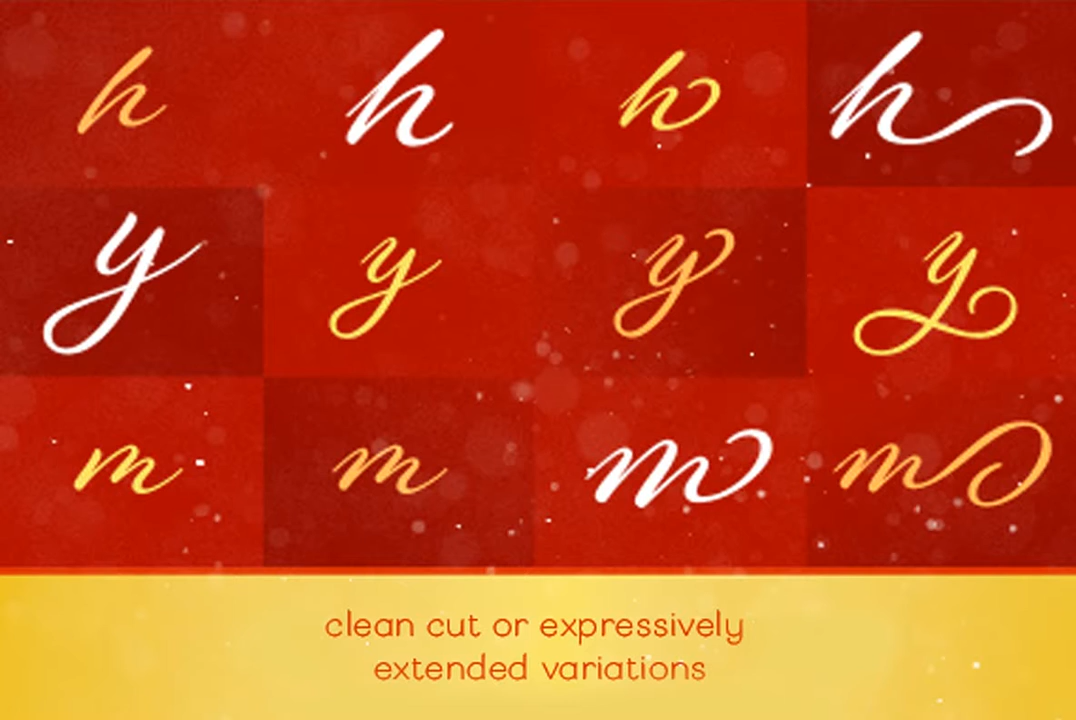 h h h h
y y y y
m m m m
clean cut or expressively
extended variations